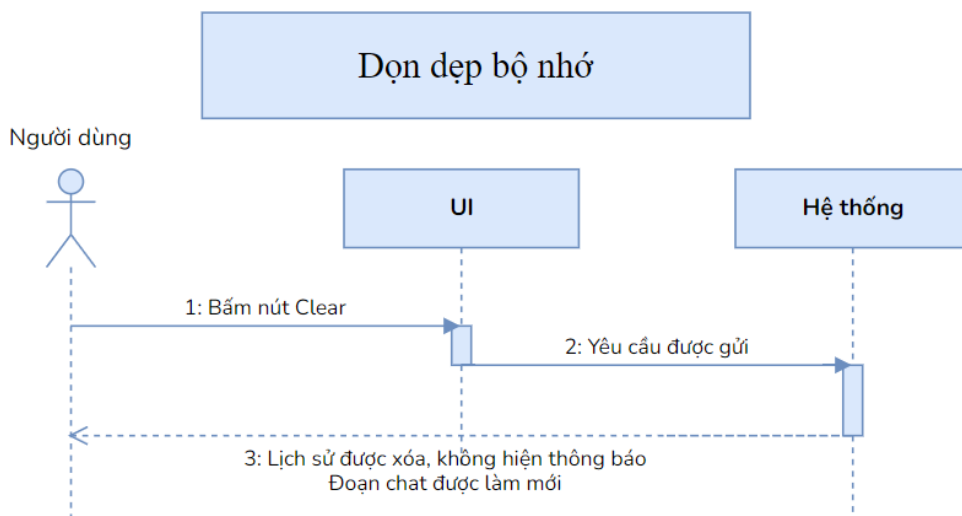 Dọn dẹp bộ nhớ
Người dùng
UI
Hệ thống
1: Bấm nút Clear
2: Yêu cầu được gửi
3: Lịch sử được xóa, không hiện thông báo
Đoạn chat được làm mới